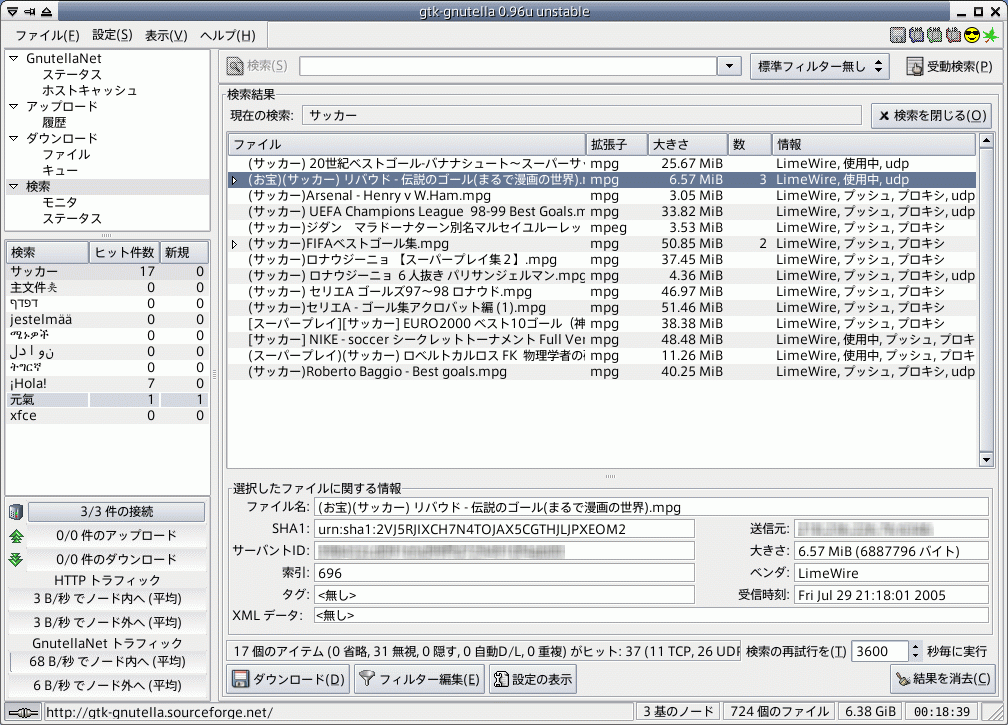 gtk-gnutella 0.96u unstable
ファイル(F) 設定(S) 表示(V) ヘルプ(H)
GnutellaNet
ステータス
ホストキャッシュ
アップロード
履歴
ダウンロード
ファイル
キュー
検索
モニタ
ステータス
検索 ヒット件数 新規
サッカー 17 0
0 0
דפדף 0 0
jestelmää 0 0
0 0
0 0
ትግርኛ 0 0
¡Hola! 7 0
元氣 1 1
xfce 0 0
3/3 件の接続
0/0 件のアップロード
0/0 件のダウンロード
HTTP トラフィック
3 B/秒 でノード内へ (平均)
3 B/秒 でノード外へ (平均)
GnutellaNet トラフィック
68 B/秒 でノード内へ (平均)
6 B/秒 でノード外へ (平均)
検索(S) 標準フィルター無し 受動検索(P)
検索結果
現在の検索: サッカー 検索を閉じる(O)
ファイル 拡張子 大きさ 数 情報
(サッカー) 20世紀ベストゴール-バナナシュート～スーパーサ mpg 25.67 MiB LimeWire, 使用中, udp
(お宝)(サッカー) リバウド - 伝説のゴール(まるで漫画の世界).r mpg 6.57 MiB 3 LimeWire, 使用中, udp
(サッカー)Arsenal - Henry v W.Ham.mpg mpg 3.05 MiB LimeWire, プッシュ, プロキシ, udp
(サッカー) UEFA Champions League 98-99 Best Goals.m mpg 33.82 MiB LimeWire, プッシュ, プロキシ, udp
(サッカー)ジダン マラドーナターン別名マルセイユルーレッ mpeg 3.53 MiB LimeWire, プッシュ, プロキシ
(サッカー)FIFAベストゴール集.mpg mpg 50.85 MiB 2 LimeWire, プッシュ, プロキシ
(サッカー)ロナウジーニョ 【スーパープレイ集２】.mpg mpg 37.45 MiB LimeWire, プッシュ, プロキシ
(サッカー) ロナウジーニョ ６人抜き パリサンジェルマン.mpg mpg 4.36 MiB LimeWire, プッシュ, プロキシ, udp
(サッカー) セリエA ゴールズ97～98 ロナウド.mpg mpg 46.97 MiB LimeWire, プッシュ, プロキシ
(サッカー)セリエA - ゴール集アクロバット編 (1).mpg mpg 51.46 MiB LimeWire, プッシュ, プロキシ
[スーパープレイ][サッカー] EURO2000 ベスト10ゴール（神 mpg 38.38 MiB LimeWire, プッシュ, プロキシ
[サッカー] NIKE - soccer シークレットトーナメント Full Ver mpg 48.48 MiB LimeWire, 使用中, プッシュ, プロキ
(スーパープレイ)(サッカー) ロベルトカルロス FK 物理学者の mpg 11.26 MiB LimeWire, 使用中, プッシュ, プロキ
(サッカー)Roberto Baggio - Best goals.mpg mpg 40.25 MiB LimeWire, プッシュ, プロキシ, udp
選択したファイルに関する情報
ファイル名: (お宝)(サッカー) リバウド - 伝説のゴール(まるで漫画の世界).mpg
SHA1: urn:sha1:2VJ5RJIXCH7N4TOJAX5CGTHJLJPXEOM2 送信元:
サーバントID: 大きさ: 6.57 MiB (6887796 バイト)
索引: 696 ベンダ: LimeWire
タグ: <無し> 受信時刻: Fri Jul 29 21:18:01 2005
XML データ: <無し>
17 個のアイテム (0 省略, 31 無視, 0 隠す, 0 自動D/L, 0 重複) がヒット: 37 (11 TCP, 26 UDP 検索の再試行を(T) 3600 秒毎に実行
ダウンロード(D) フィルター編集(E) 設定の表示 結果を消去(C)
http://gtk-gnutella.sourceforge.net/ 3 基のノード 724 個のファイル 6.38 GiB 00:18:39